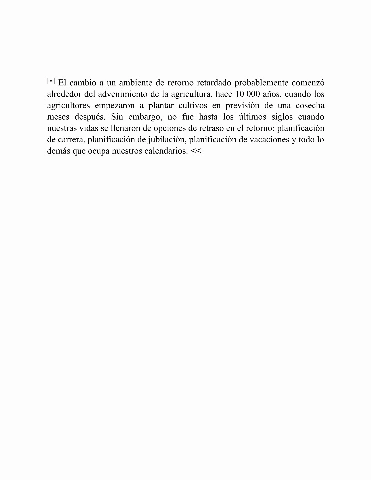 [*] El cambio a un ambiente de retorno retardado probablemente comenzó
alrededor del advenimiento de la agricultura, hace 10 000 años, cuando los
agricultores empezaron a plantar cultivos en previsión de una cosecha
meses después. Sin embargo, no fue hasta los últimos siglos cuando
nuestras vidas se llenaron de opciones de retraso en el retorno: planificación
de carrera, planificación de jubilación, planificación de vacaciones y todo lo
demás que ocupa nuestros calendarios. <<